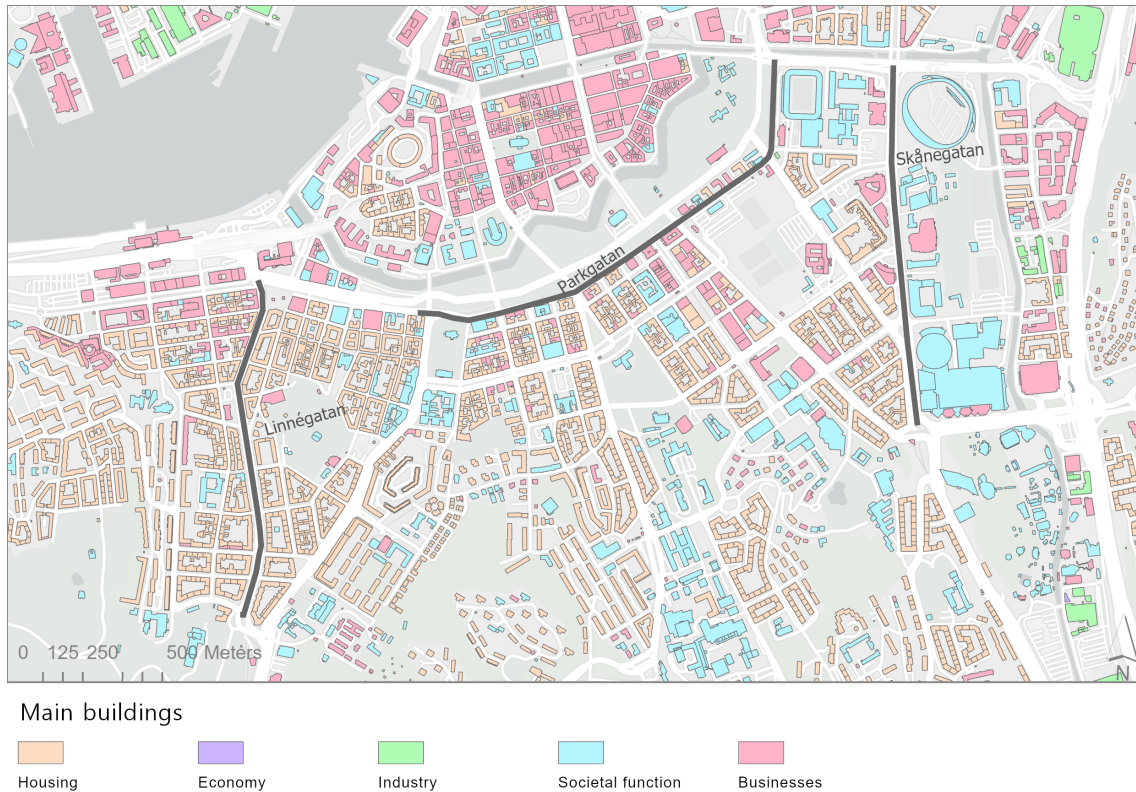 Skånegatan
Parkgatan
Linnégatan
0 125 250 500 Meters
N
Main buildings
Housing
Economy
Industry
Societal function
Businesses